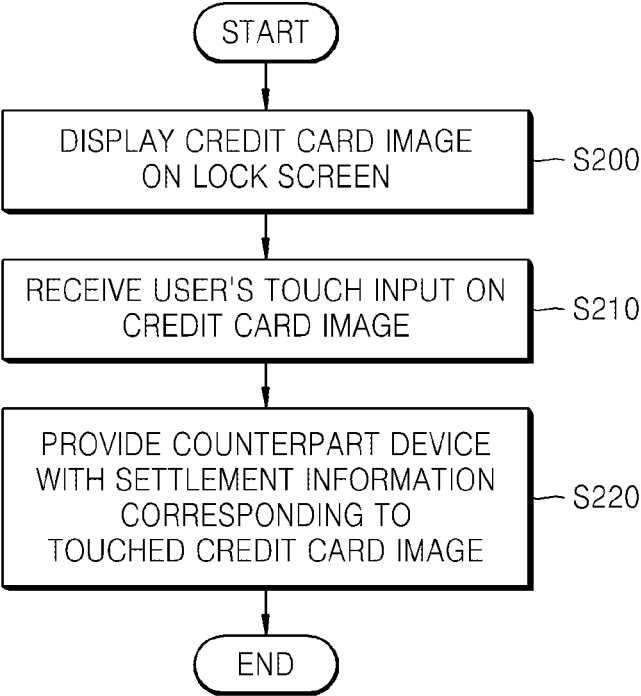 START
DISPLAY CREDIT CARD IMAGE
ON LOCK SCREEN
S200
RECEIVE USER'S TOUCH INPUT ON
CREDIT CARD IMAGE
S210
PROVIDE COUNTERPART DEVICE
WITH SETTLEMENT INFORMATION
CORRESPONDING TO
TOUCHED CREDIT CARD IMAGE
S220
END